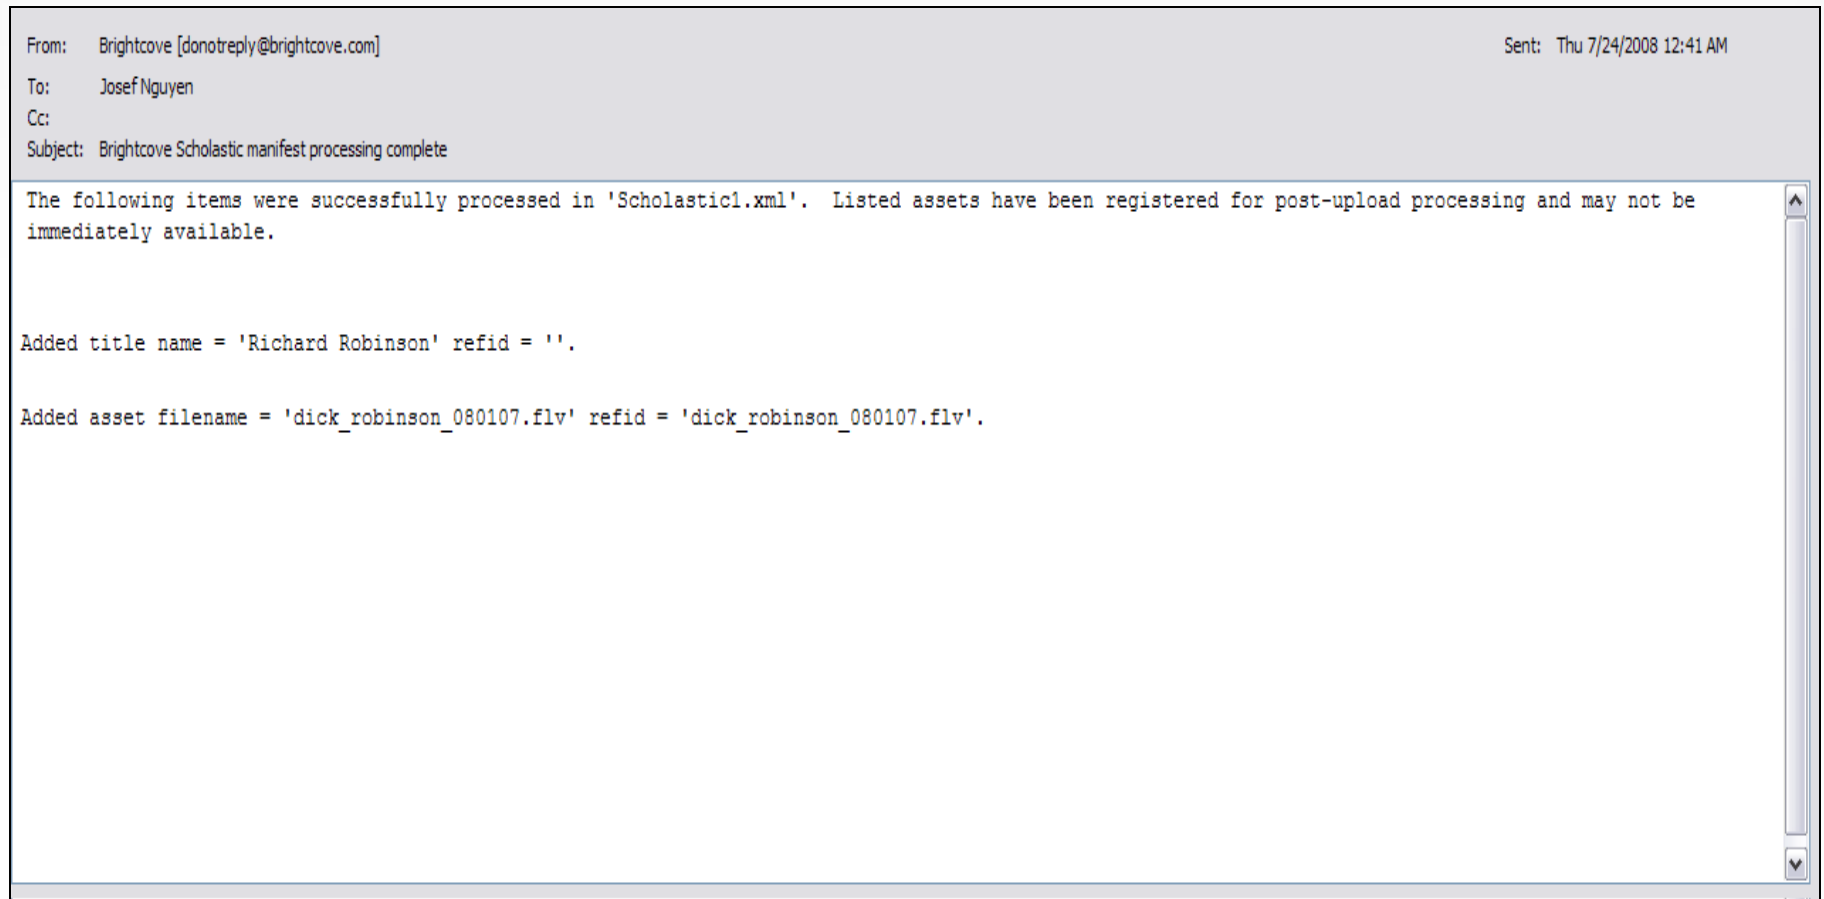 From: Brightcove [donotreply@brightcove.com] Sent: Thu 7/24/2008 12:41 AM
To: Josef Nguyen
Cc:
Subject: Brightcove Scholastic manifest processing complete
The following items were successfully processed in 'Scholastic1.xml'.  Listed assets have been registered for post-upload processing and may not be
immediately available.
Added title name = 'Richard Robinson' refid = ''.
Added asset filename = 'dick_robinson_080107.flv' refid = 'dick_robinson_080107.flv'.